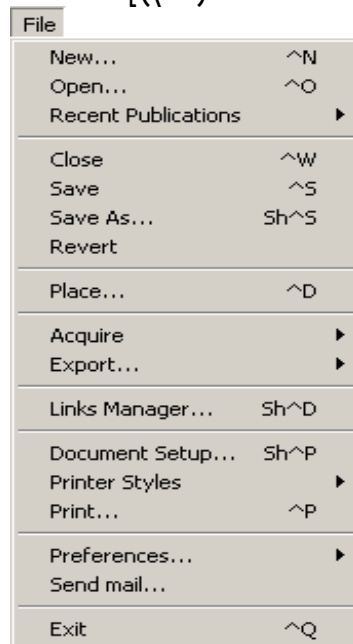 File
New... ^N
Open... ^O
Recent Publications
Close ^W
Save ^S
Save As... Sh^S
Revert
Place... ^D
Acquire
Export...
Links Manager... Sh^D
Document Setup... Sh^P
Printer Styles
Print... ^P
Preferences...
Send mail...
Exit ^Q